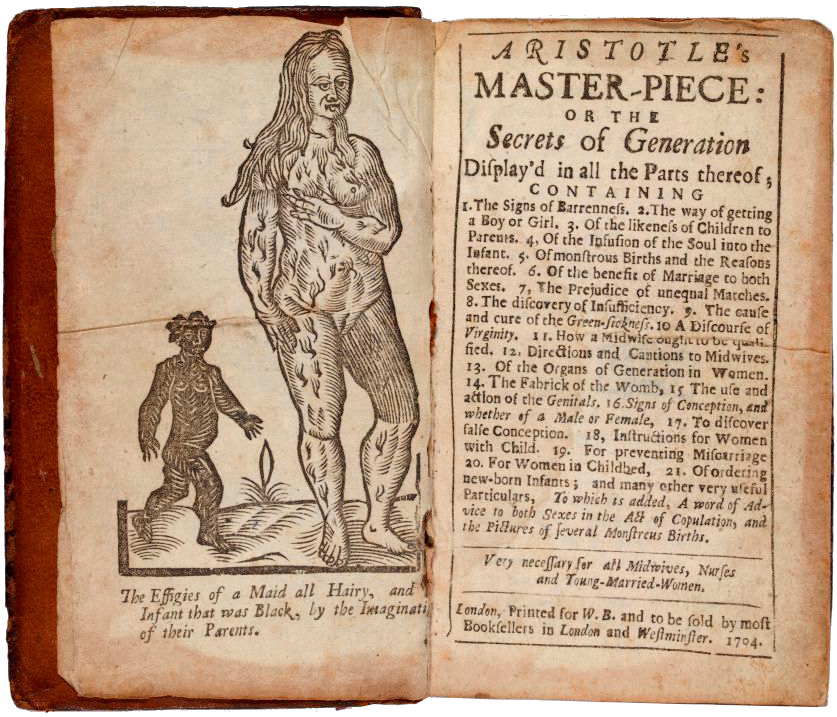 The Effigies of a Maid all Hairy, and
Infant that was Black, by the Imaginati
of their Parents.
ARISTOTLE's
MASTER-PIECE:
OR THE
Secrets of Generation
Diſplay'd in all the Parts thereof;
CONTAINING
1.The Signs of Barrenneſs. 2.The way of getting
a Boy or Girl. 3. Of the likeneſs of Children to
Parents. 4, Of the Infuſion of the Soul into the
Infant. 5. Of monſtrous Births and the Reaſons
thereof. 6. Of the benefit of Marriage to both
Sexes. 7, The Prejudice of unequal Matches.
8. The diſcovery of Inſufficiency. 9. The cauſe
and cure of the Green-ſickneſs. 10 A Diſcourſe of
Virginity. 11. How a Midwife ought to be quali
fied. 12. Directions and Cautions to Midwives.
13. Of the Organs of Generation in Women.
14. The Fabrick of the Womb, 15 The uſe and
action of the Genitals. 16.Signs of Conception, and
whether of a Male or Female, 17. To diſcover
falſe Conception. 18, Inſtructions for Women
with Child. 19. For preventing Miſcarriage
20. For Women in Childbed, 21. Of ordering
new-born Infants; and many other very uſeful
Particulars, To which is added, A word of Ad-
vice to both Sexes in the Act of Copulation, and
the Pictures of ſeveral Monſtreus Births.
Very neceſſary for all Midwives, Nurſes
and Young-Married-Women.
London, Printed for W. B. and to be ſold by moſt
Bookſellers in London and Weſtminſter. 1704.